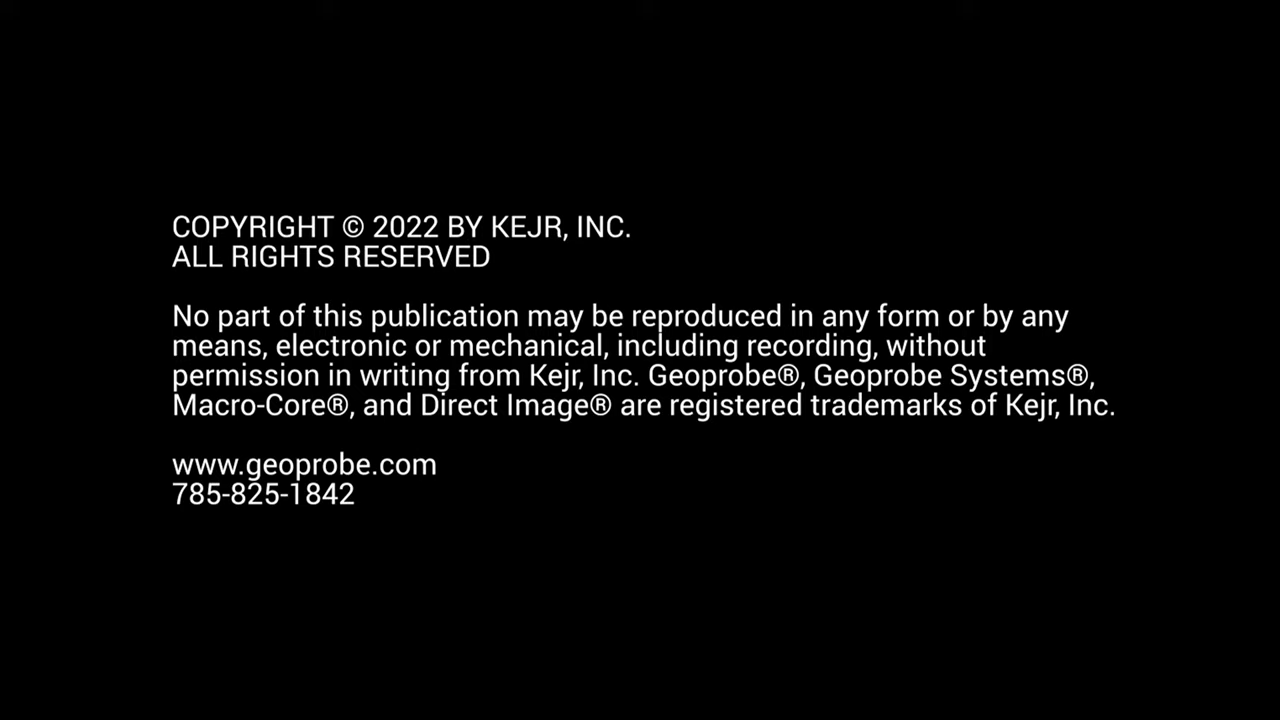 COPYRIGHT © 2022 BY KEJR, INC.
ALL RIGHTS RESERVED
No part of this publication may be reproduced in any form or by any
means, electronic or mechanical, including recording, without
permission in writing from Kejr, Inc. Geoprobe®, Geoprobe Systems®,
Macro-Core®, and Direct Image® are registered trademarks of Kejr, Inc.
www.geoprobe.com
785-825-1842